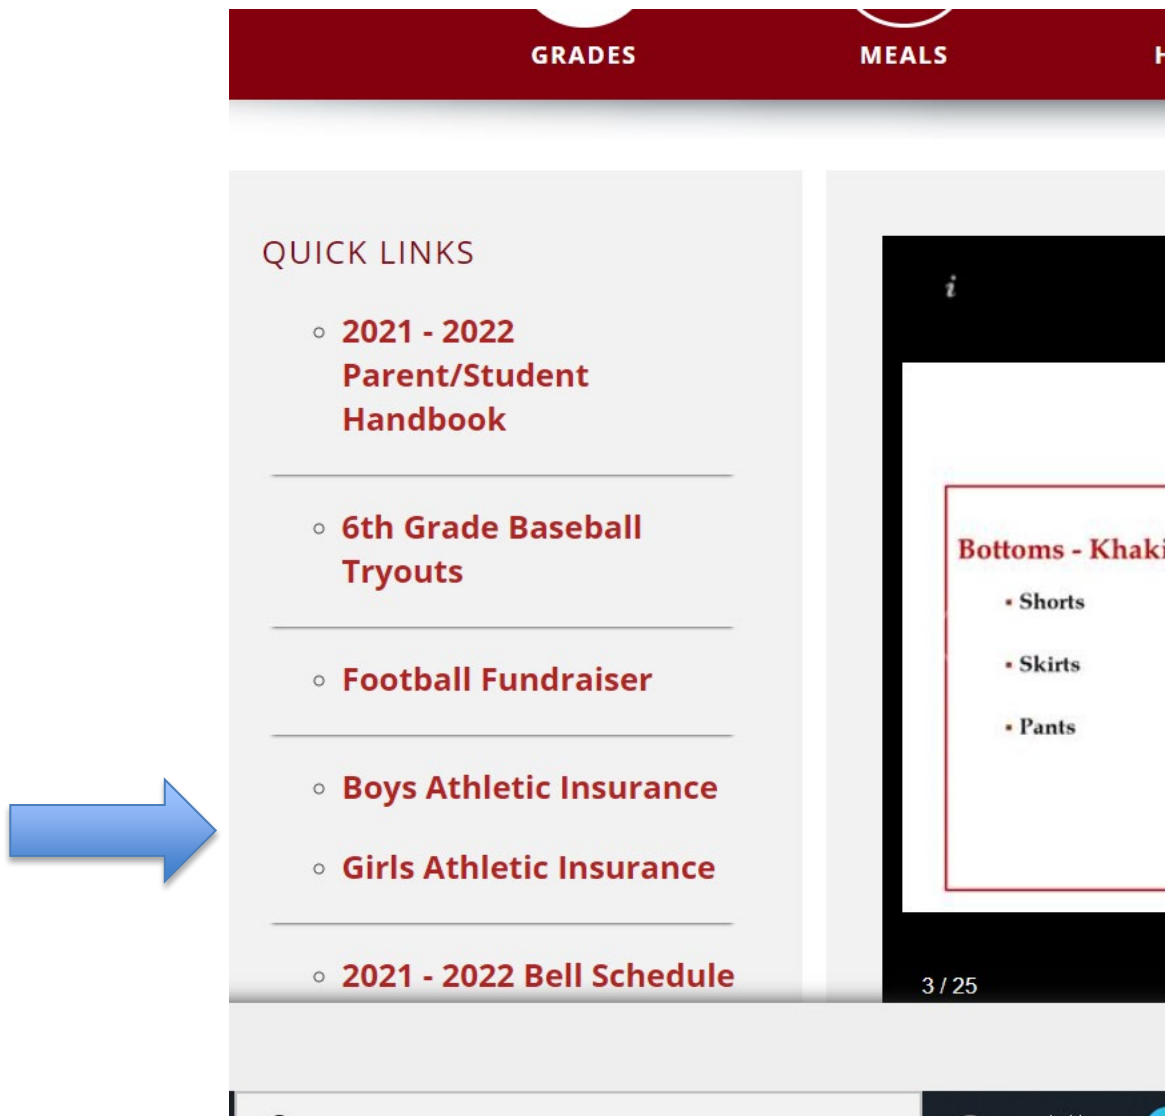 GRADES
MEALS
QUICK LINKS
2021 - 2022
Parent/Student
Handbook
6th Grade Baseball
Tryouts
Football Fundraiser
Boys Athletic Insurance
Girls Athletic Insurance
2021 - 2022 Bell Schedule
i
Bottoms - Khaki
Shorts
Skirts
Pants
3 / 25